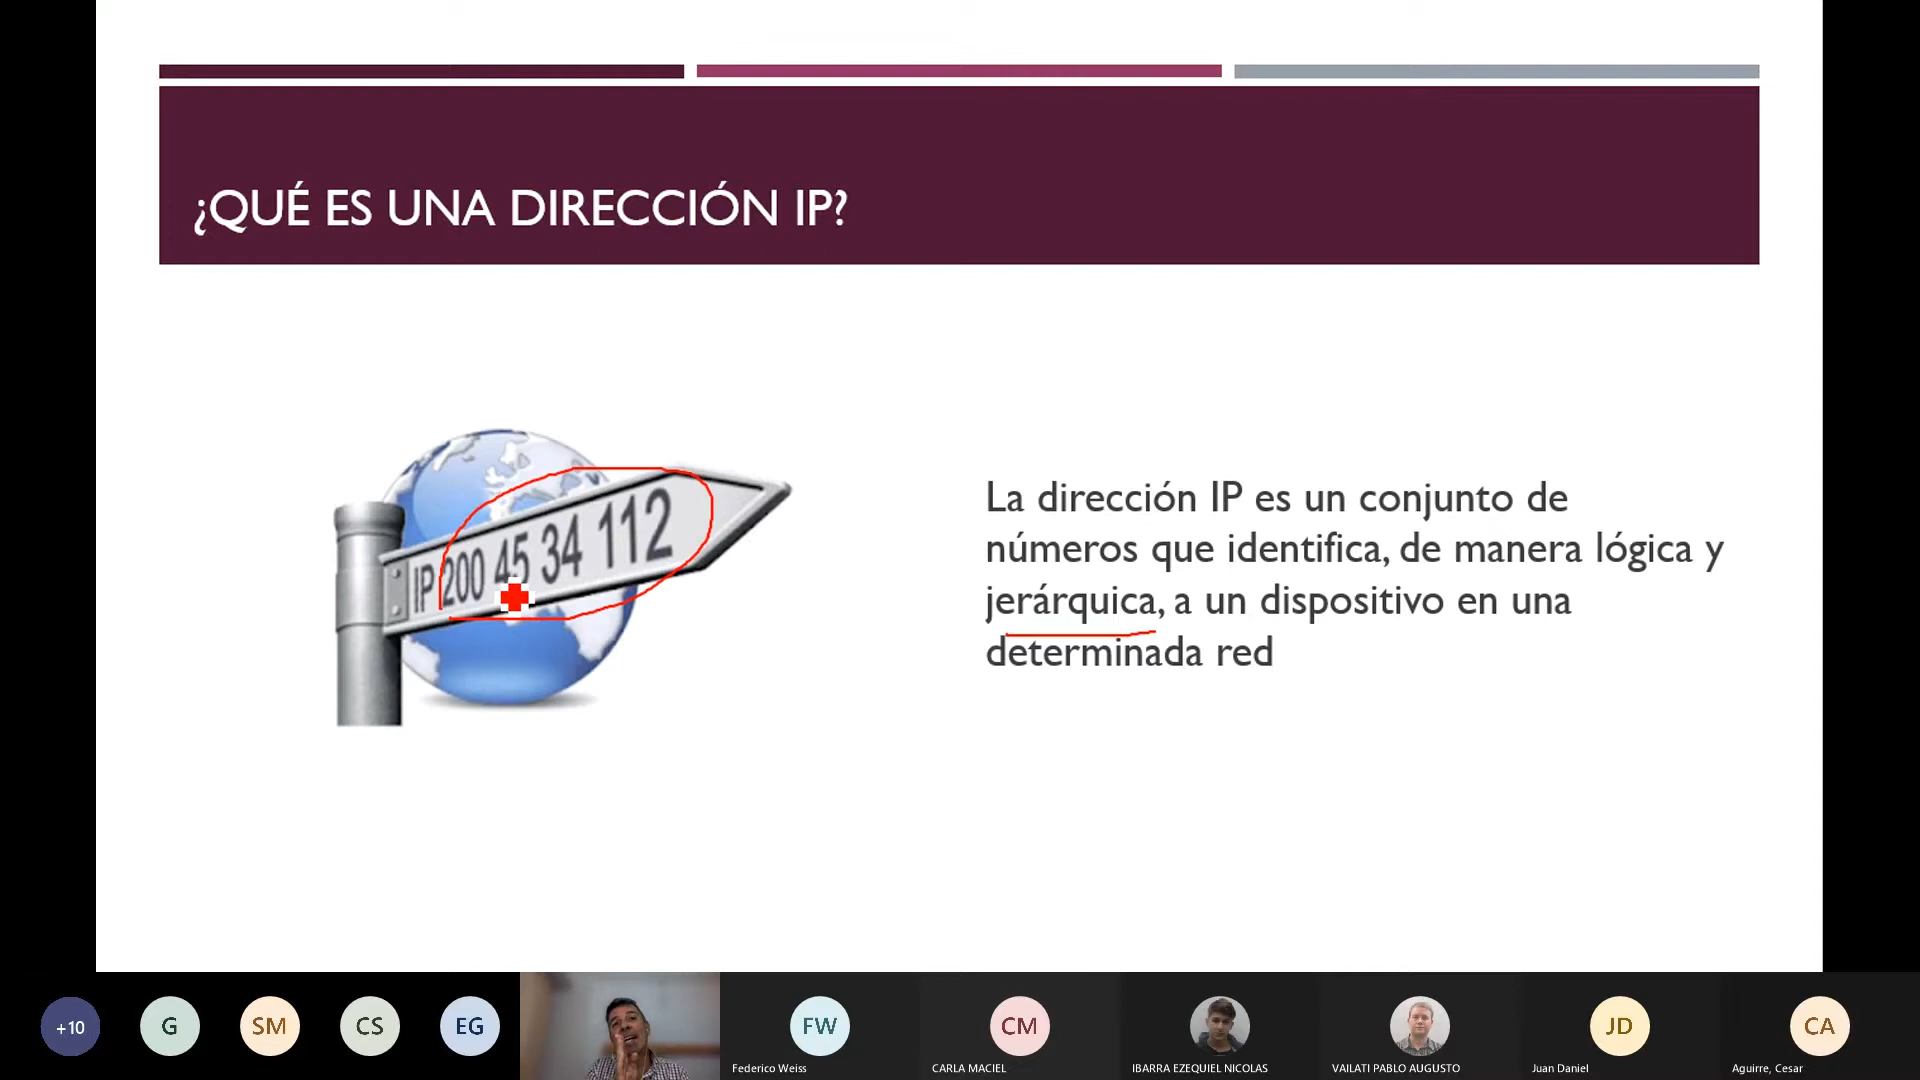 ¿QUÉ ES UNA DIRECCIÓN IP?
IP 200 45 34 112
La dirección IP es un conjunto de
números que identifica, de manera lógica y
jerárquica, a un dispositivo en una
determinada red
+10
G
SM
CS
EG
FW
Federico Weiss
CM
CARLA MACIEL
IBARRA EZEQUIEL NICOLAS
VAILATI PABLO AUGUSTO
JD
Juan Daniel
CA
Aguirre, Cesar